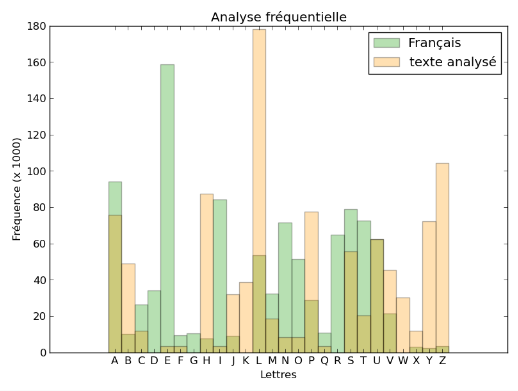 Analyse fréquentielle
Français
texte analysé
Fréquence (x 1000)
180
160
140
120
100
80
60
40
20
0
A B C D E F G H I J K L M N O P Q R S T U V W X Y Z
Lettres